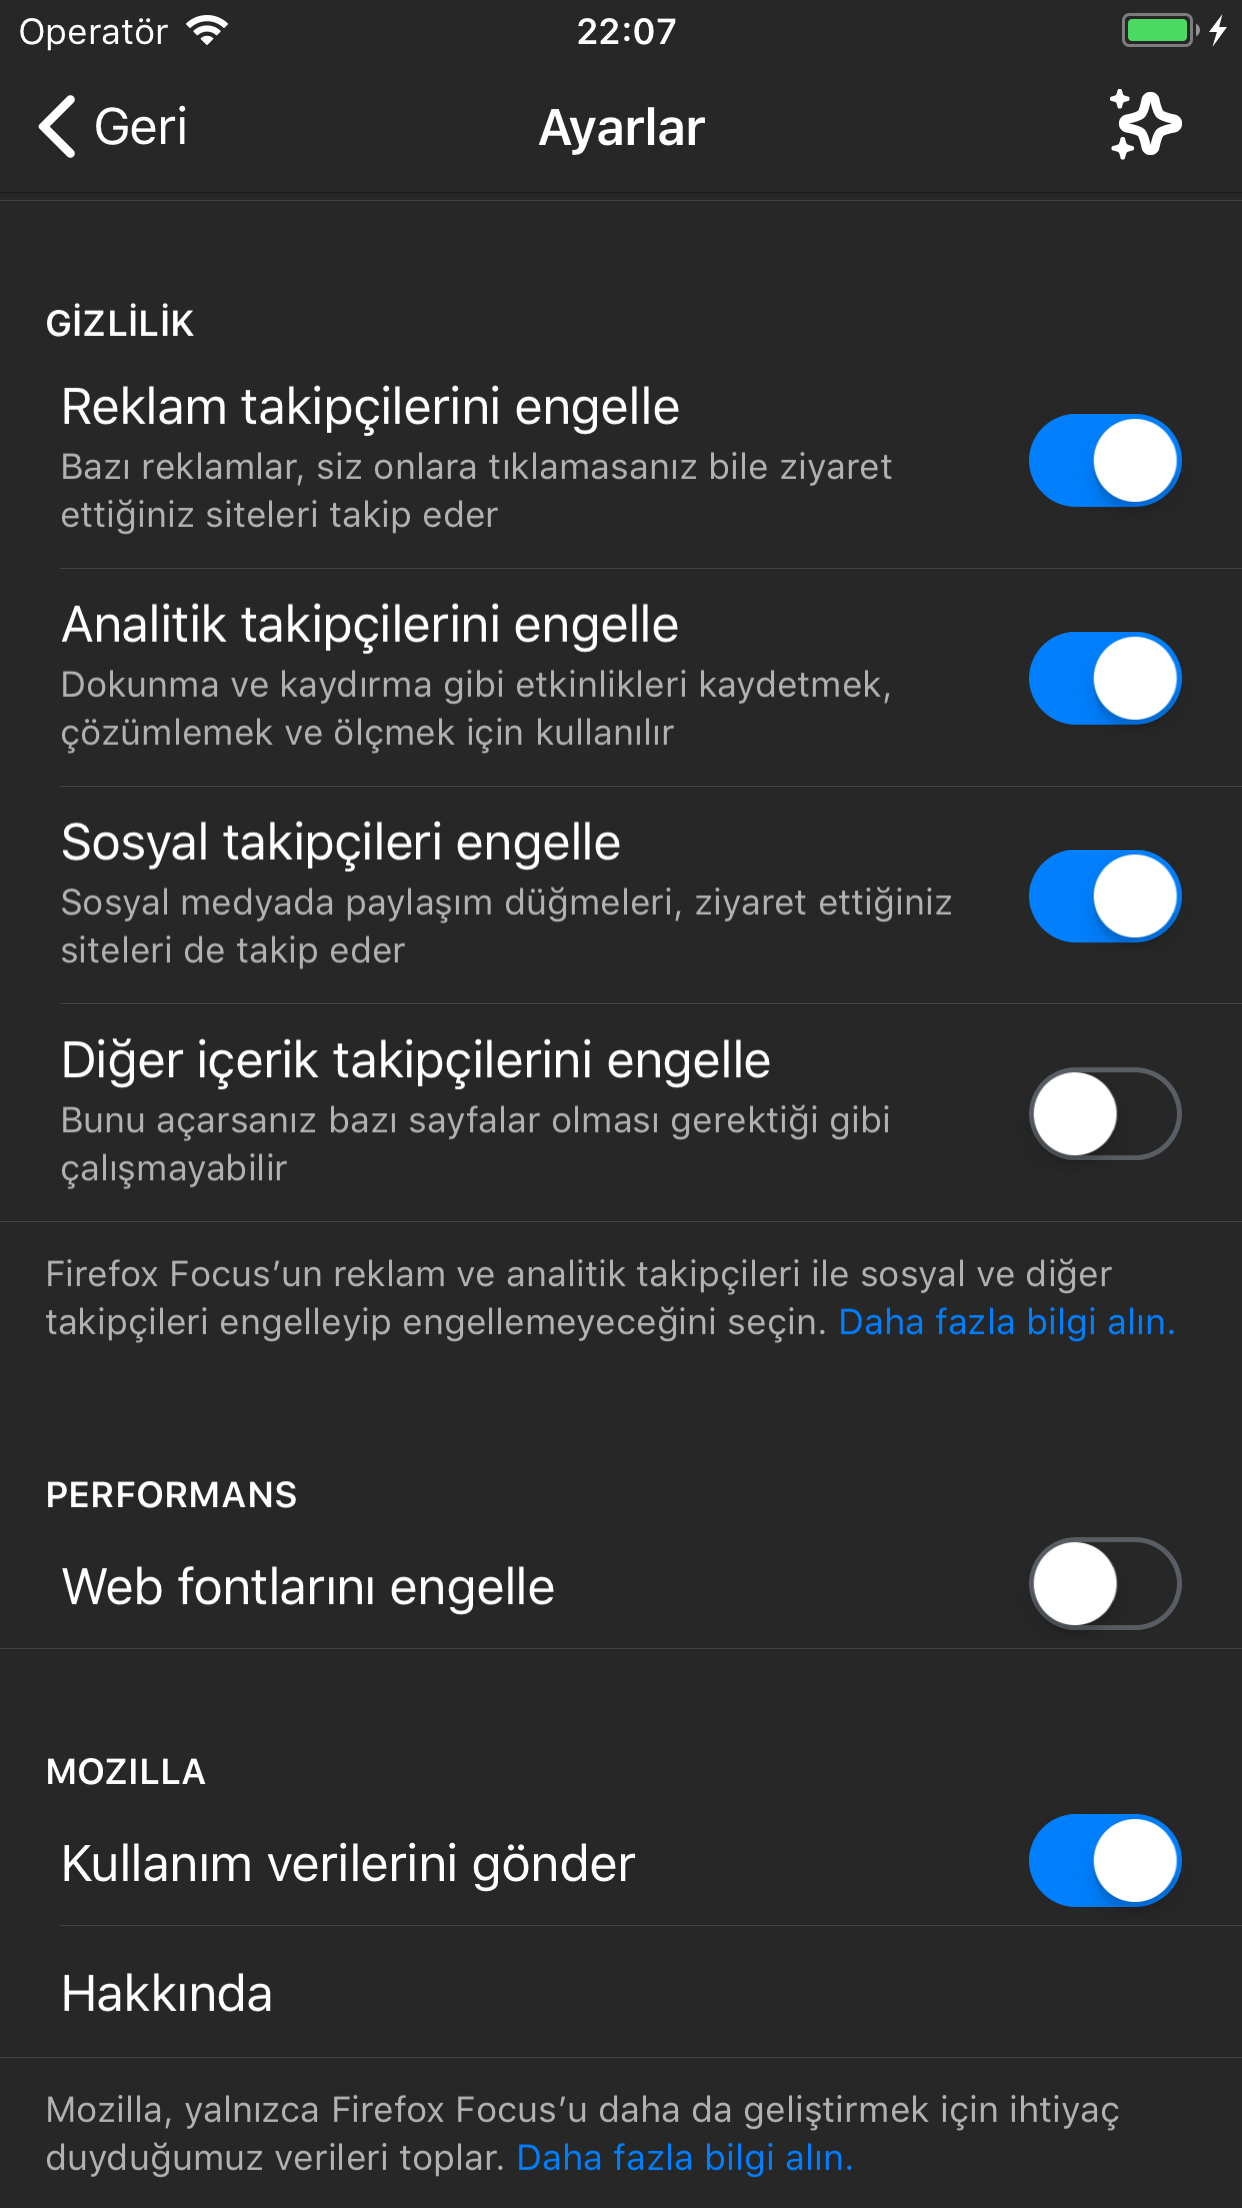 Operatör
22:07
Geri
Ayarlar
GİZLİLİK
Reklam takipçilerini engelle
Bazı reklamlar, siz onlara tıklamasanız bile ziyaret
ettiğiniz siteleri takip eder
Analitik takipçilerini engelle
Dokunma ve kaydırma gibi etkinlikleri kaydetmek,
çözümlemek ve ölçmek için kullanılır
Sosyal takipçileri engelle
Sosyal medyada paylaşım düğmeleri, ziyaret ettiğiniz
siteleri de takip eder
Diğer içerik takipçilerini engelle
Bunu açarsanız bazı sayfalar olması gerektiği gibi
çalışmayabilir
Firefox Focus’un reklam ve analitik takipçileri ile sosyal ve diğer
takipçileri engelleyip engellemeyeceğini seçin. Daha fazla bilgi alın.
PERFORMANS
Web fontlarını engelle
MOZILLA
Kullanım verilerini gönder
Hakkında
Mozilla, yalnızca Firefox Focus’u daha da geliştirmek için ihtiyaç
duyduğumuz verileri toplar. Daha fazla bilgi alın.